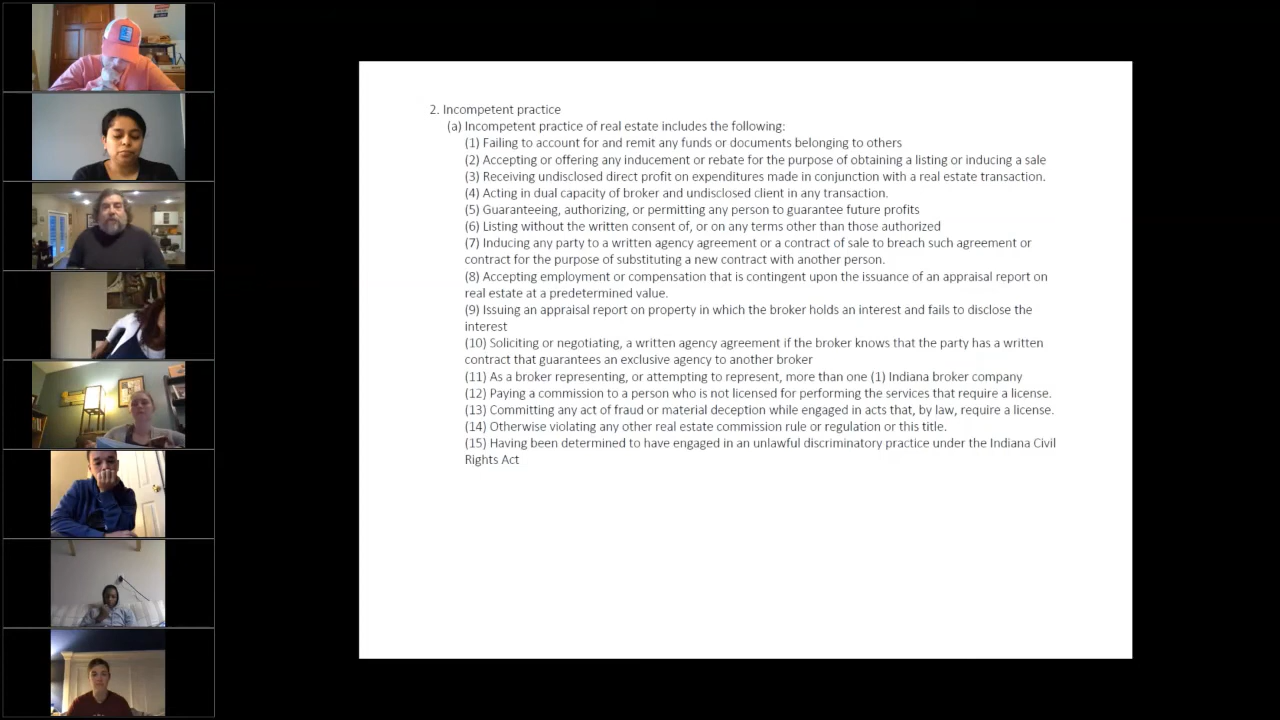 2. Incompetent practice
(a) Incompetent practice of real estate includes the following:
(1) Failing to account for and remit any funds or documents belonging to others
(2) Accepting or offering any inducement or rebate for the purpose of obtaining a listing or inducing a sale
(3) Receiving undisclosed direct profit on expenditures made in conjunction with a real estate transaction.
(4) Acting in dual capacity of broker and undisclosed client in any transaction.
(5) Guaranteeing, authorizing, or permitting any person to guarantee future profits
(6) Listing without the written consent of, or on any terms other than those authorized
(7) Inducing any party to a written agency agreement or a contract of sale to breach such agreement or
contract for the purpose of substituting a new contract with another person.
(8) Accepting employment or compensation that is contingent upon the issuance of an appraisal report on
real estate at a predetermined value.
(9) Issuing an appraisal report on property in which the broker holds an interest and fails to disclose the
interest
(10) Soliciting or negotiating, a written agency agreement if the broker knows that the party has a written
contract that guarantees an exclusive agency to another broker
(11) As a broker representing, or attempting to represent, more than one (1) Indiana broker company
(12) Paying a commission to a person who is not licensed for performing the services that require a license.
(13) Committing any act of fraud or material deception while engaged in acts that, by law, require a license.
(14) Otherwise violating any other real estate commission rule or regulation or this title.
(15) Having been determined to have engaged in an unlawful discriminatory practice under the Indiana Civil
Rights Act